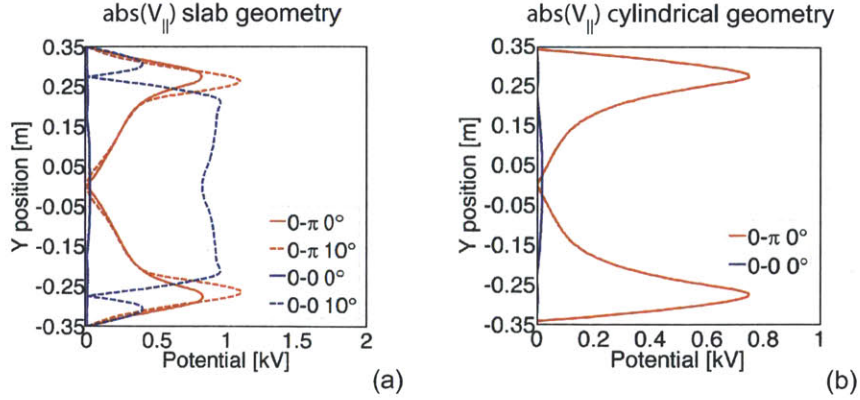 abs(V||) slab geometry
0.35
0.25
0.15
0.05
-0.05
-0.15
-0.25
-0.35
Y position [m]
0-π 0°
0-π 10°
0-0 0°
0-0 10°
0 0.5 1 1.5 2
Potential [kV]
(a)
abs(V||) cylindrical geometry
0.35
0.25
0.15
0.05
-0.05
-0.15
-0.25
-0.35
Y position [m]
0-π 0°
0-0 0°
0 0.2 0.4 0.6 0.8 1
Potential [kV]
(b)